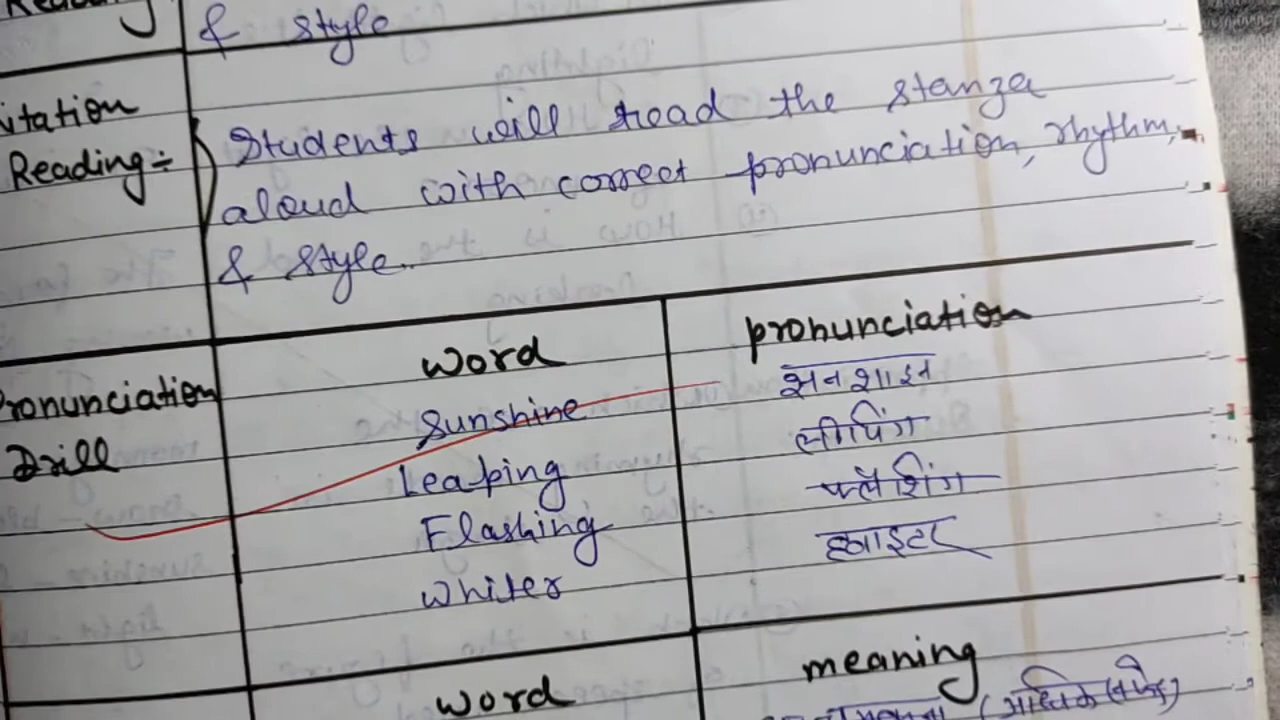 & style
itation
Reading ÷
Students will read the stanza
aloud with correct pronunciation, rhythm,
& style.
ronunciation
Drill
word
pronunciation
Sunshine
सनशाइन
Leaping
लीपिंग
Flashing
फ्लैशिंग
Whiter
ह्वाइटर
word
meaning